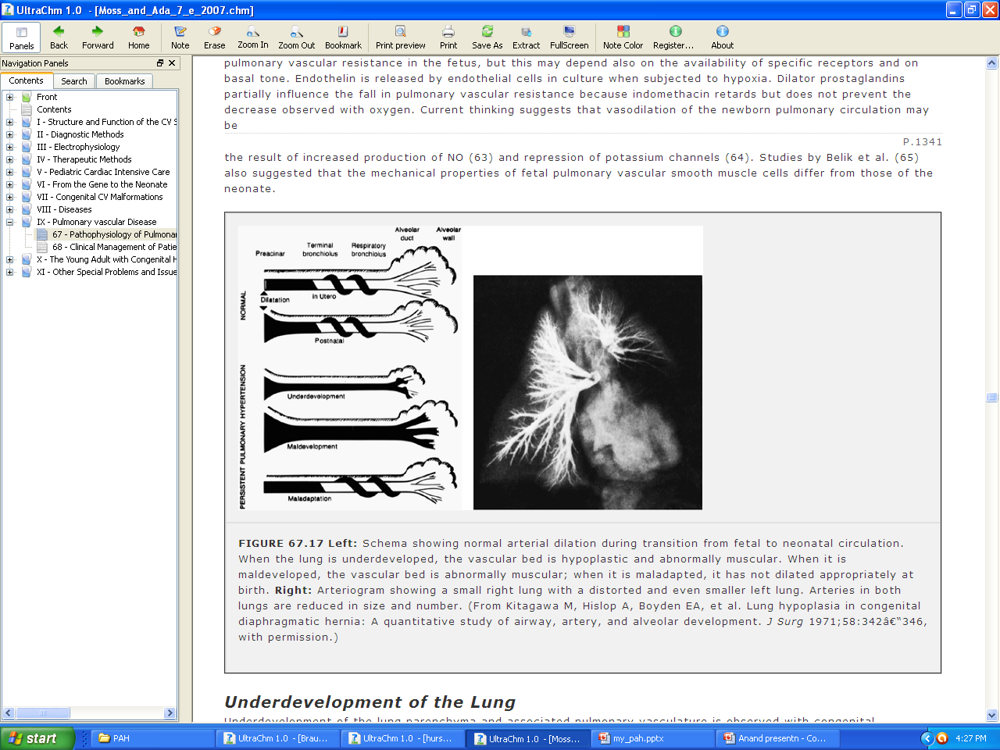 UltraChm 1.0 - [Moss_and_Ada_7_e_2007.chm]
Panels Back Forward Home Note Erase Zoom In Zoom Out Bookmark Print preview Print Save As Extract FullScreen Note Color Register... About
Navigation Panels
Contents Search Bookmarks
Front
Contents
I - Structure and Function of the CV S
II - Diagnostic Methods
III - Electrophysiology
IV - Therapeutic Methods
V - Pediatric Cardiac Intensive Care
VI - From the Gene to the Neonate
VII - Congenital CV Malformations
VIII - Diseases
IX - Pulmonary vascular Disease
67 - Pathophysiology of Pulmonar
68 - Clinical Management of Patie
X - The Young Adult with Congenital H
XI - Other Special Problems and Issue
pulmonary vascular resistance in the fetus, but this may depend also on the availability of specific receptors and on
basal tone. Endothelin is released by endothelial cells in culture when subjected to hypoxia. Dilator prostaglandins
partially influence the fall in pulmonary vascular resistance because indomethacin retards but does not prevent the
decrease observed with oxygen. Current thinking suggests that vasodilation of the newborn pulmonary circulation may
be
P.1341
the result of increased production of NO (63) and repression of potassium channels (64). Studies by Belik et al. (65)
also suggested that the mechanical properties of fetal pulmonary vascular smooth muscle cells differ from those of the
neonate.
Preacinar
Terminal
bronchiolus
Respiratory
bronchiolus
Alveolar
duct
Alveolar
wall
NORMAL
Dilatation
in Utero
Postnatal
PERSISTENT PULMONARY HYPERTENSION
Underdevelopment
Maldevelopment
Maladaptation
FIGURE 67.17 Left: Schema showing normal arterial dilation during transition from fetal to neonatal circulation.
When the lung is underdeveloped, the vascular bed is hypoplastic and abnormally muscular. When it is
maldeveloped, the vascular bed is abnormally muscular; when it is maladapted, it has not dilated appropriately at
birth. Right: Arteriogram showing a small right lung with a distorted and even smaller left lung. Arteries in both
lungs are reduced in size and number. (From Kitagawa M, Hislop A, Boyden EA, et al. Lung hypoplasia in congenital
diaphragmatic hernia: A quantitative study of airway, artery, and alveolar development. J Surg 1971;58:342â€“346,
with permission.)
Underdevelopment of the Lung
Underdevelopment of the lung parenchyma and associated pulmonary vasculature is observed with congenital
start
PAH
UltraChm 1.0 - [Brau...
UltraChm 1.0 - [hurs...
UltraChm 1.0 - [Moss...
my_pah.pptx
Anand presentn - Co...
4:27 PM